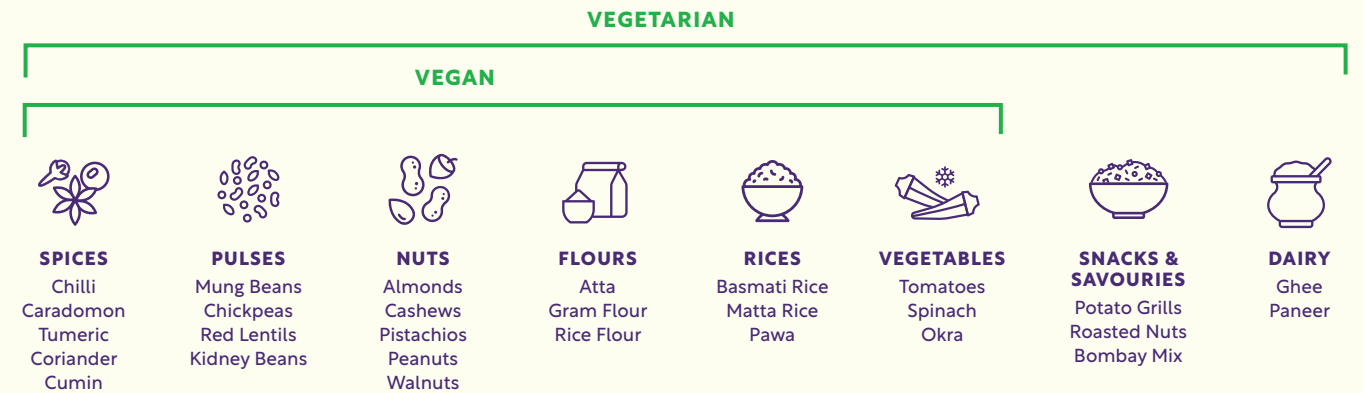 VEGETARIAN
VEGAN
SPICES
Chilli
Caradomon
Tumeric
Coriander
Cumin
PULSES
Mung Beans
Chickpeas
Red Lentils
Kidney Beans
NUTS
Almonds
Cashews
Pistachios
Peanuts
Walnuts
FLOURS
Atta
Gram Flour
Rice Flour
RICES
Basmati Rice
Matta Rice
Pawa
VEGETABLES
Tomatoes
Spinach
Okra
SNACKS &
SAVOURIES
Potato Grills
Roasted Nuts
Bombay Mix
DAIRY
Ghee
Paneer